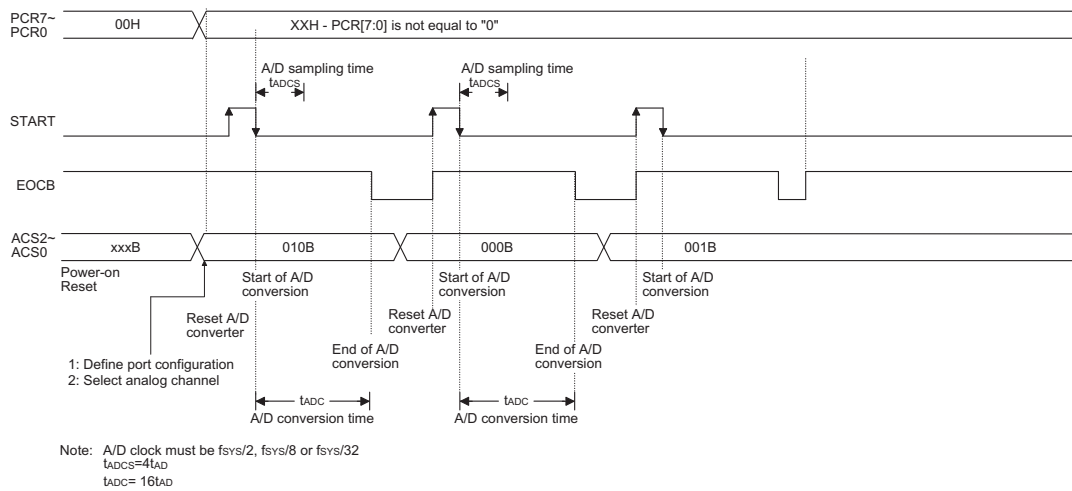 PCR7~
PCR0
00H
XXH - PCR[7:0] is not equal to "0"
A/D sampling time
tADCS
A/D sampling time
tADCS
START
EOCB
ACS2~
ACS0
xxxB
010B
000B
001B
Power-on
Reset
Start of A/D
conversion
Start of A/D
conversion
Start of A/D
conversion
Reset A/D
converter
Reset A/D
converter
Reset A/D
converter
End of A/D
conversion
End of A/D
conversion
1: Define port configuration
2: Select analog channel
tADC
A/D conversion time
tADC
A/D conversion time
Note: A/D clock must be fSYS/2, fSYS/8 or fSYS/32
tADCS=4tAD
tADC= 16tAD